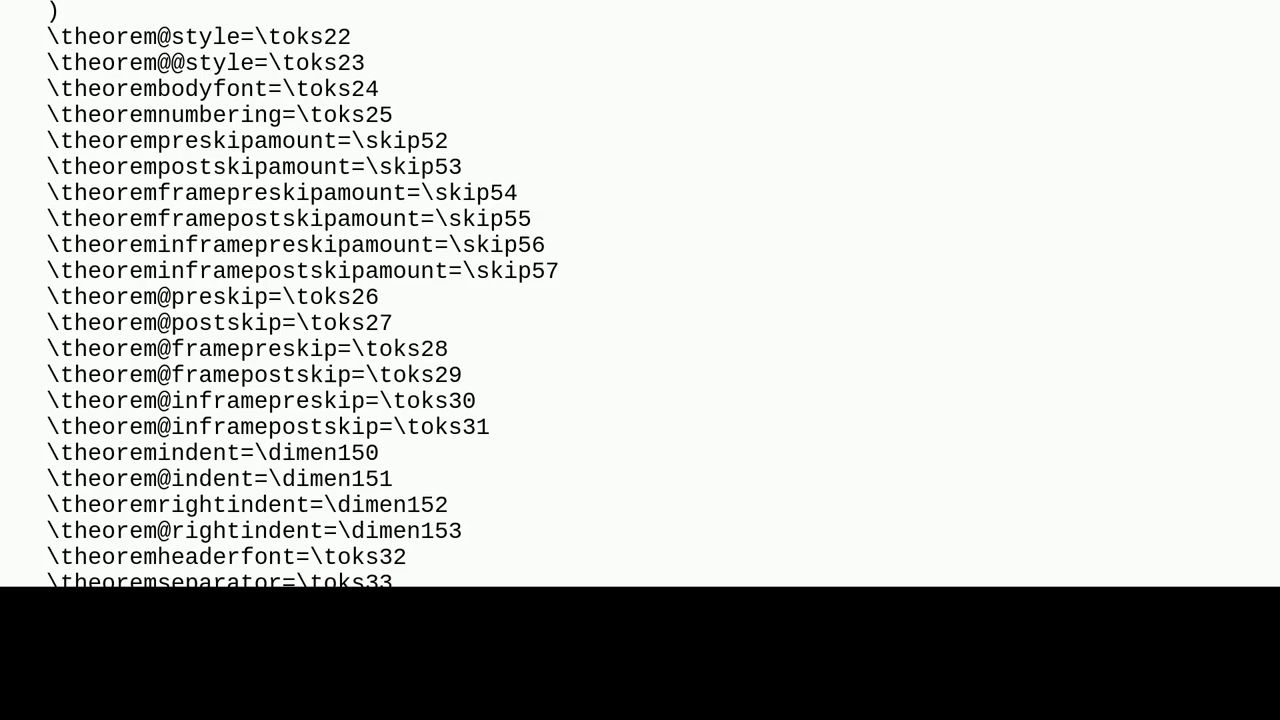 )
\theorem@style=\toks22
\theorem@@style=\toks23
\theorembodyfont=\toks24
\theoremnumbering=\toks25
\theorempreskipamount=\skip52
\theorempostskipamount=\skip53
\theoremframepreskipamount=\skip54
\theoremframepostskipamount=\skip55
\theoreminframepreskipamount=\skip56
\theoreminframepostskipamount=\skip57
\theorem@preskip=\toks26
\theorem@postskip=\toks27
\theorem@framepreskip=\toks28
\theorem@framepostskip=\toks29
\theorem@inframepreskip=\toks30
\theorem@inframepostskip=\toks31
\theoremindent=\dimen150
\theorem@indent=\dimen151
\theoremrightindent=\dimen152
\theorem@rightindent=\dimen153
\theoremheaderfont=\toks32
\theoremseparator=\toks33